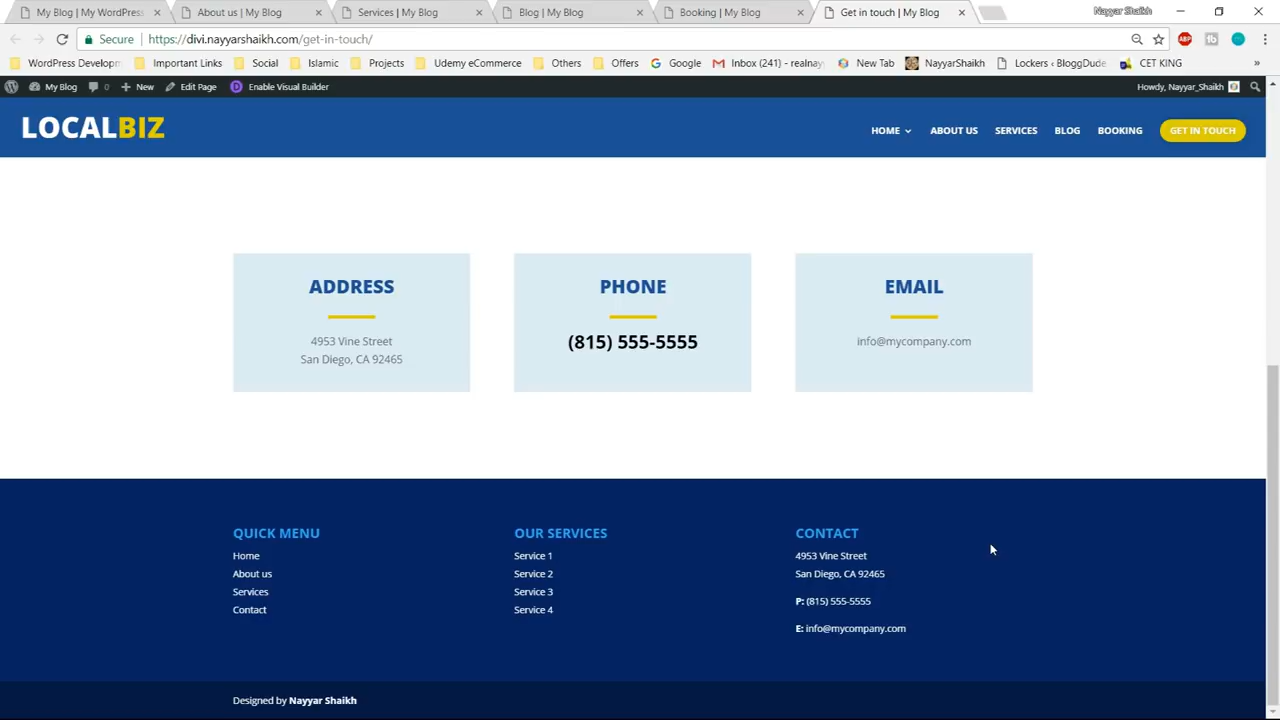 My Blog | My WordPress
About us | My Blog
Services | My Blog
Blog | My Blog
Booking | My Blog
Get in touch | My Blog
Nayyar Shaikh
Secure
https://divi.nayyarshaikh.com/get-in-touch/
WordPress Developm
Important Links
Social
Islamic
Projects
Udemy eCommerce
Others
Offers
Google
Inbox (241) - realnay
New Tab
NayyarShaikh
Lockers ‹ BloggDude
CET KING
»
My Blog
0
New
Edit Page
Enable Visual Builder
Howdy, Nayyar_Shaikh
LOCALBIZ
HOME
ABOUT US
SERVICES
BLOG
BOOKING
GET IN TOUCH
ADDRESS
4953 Vine Street
San Diego, CA 92465
PHONE
(815) 555-5555
EMAIL
info@mycompany.com
QUICK MENU
Home
About us
Services
Contact
OUR SERVICES
Service 1
Service 2
Service 3
Service 4
CONTACT
4953 Vine Street
San Diego, CA 92465
P: (815) 555-5555
E: info@mycompany.com
Designed by Nayyar Shaikh